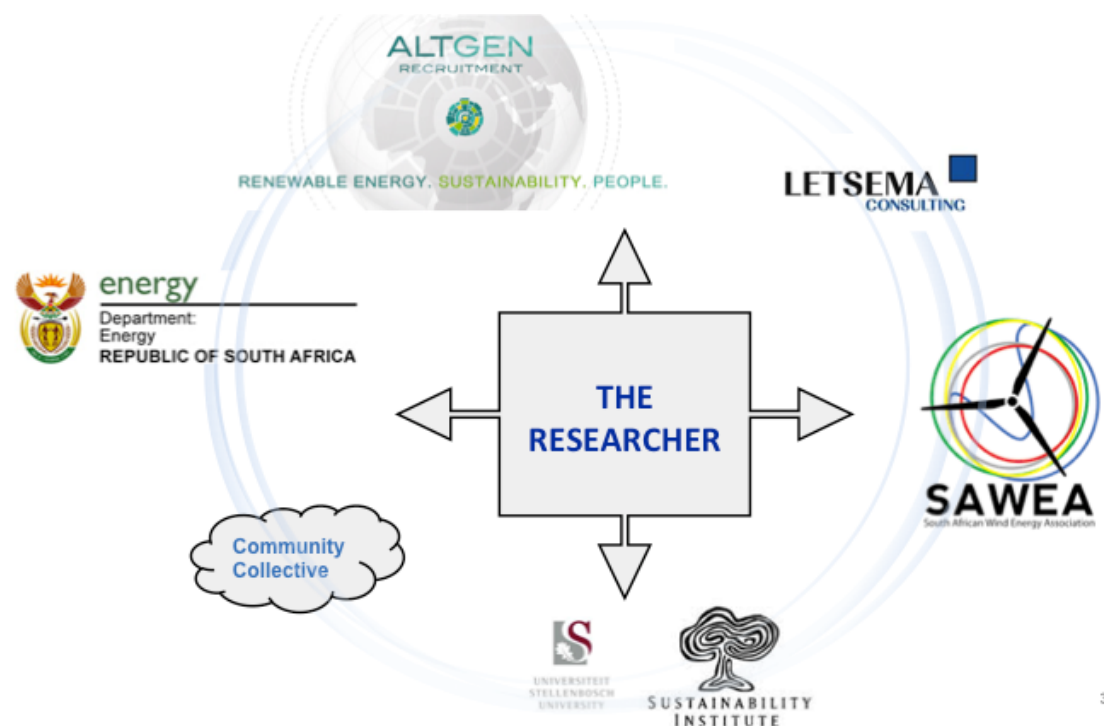 ALTGEN
RECRUITMENT
RENEWABLE ENERGY. SUSTAINABILITY. PEOPLE.
LETSEMA
CONSULTING
energy
Department:
Energy
REPUBLIC OF SOUTH AFRICA
THE
RESEARCHER
SAWEA
South African Wind Energy Association
Community
Collective
S
UNIVERSITEIT
STELLENBOSCH
UNIVERSITY
SUSTAINABILITY
INSTITUTE
3